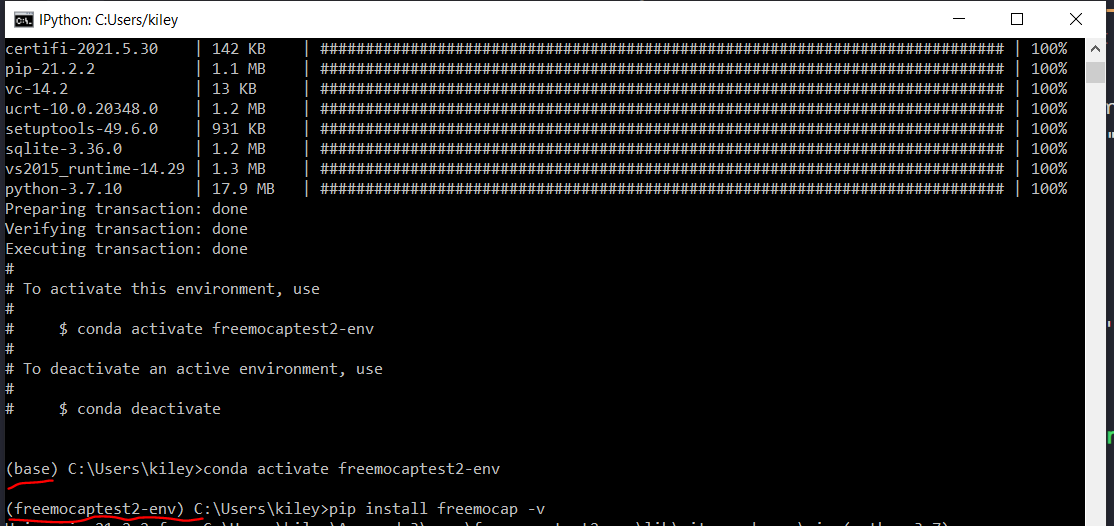 IPython: C:Users/kiley
certifi-2021.5.30 | 142 KB | ############################################################################ | 100%
pip-21.2.2 | 1.1 MB | ############################################################################ | 100%
vc-14.2 | 13 KB | ############################################################################ | 100%
ucrt-10.0.20348.0 | 1.2 MB | ############################################################################ | 100%
setuptools-49.6.0 | 931 KB | ############################################################################ | 100%
sqlite-3.36.0 | 1.2 MB | ############################################################################ | 100%
vs2015_runtime-14.29 | 1.3 MB | ############################################################################ | 100%
python-3.7.10 | 17.9 MB | ############################################################################ | 100%
Preparing transaction: done
Verifying transaction: done
Executing transaction: done
#
# To activate this environment, use
#
# $ conda activate freemocaptest2-env
#
# To deactivate an active environment, use
#
# $ conda deactivate
(base) C:\Users\kiley>conda activate freemocaptest2-env
(freemocaptest2-env) C:\Users\kiley>pip install freemocap -v